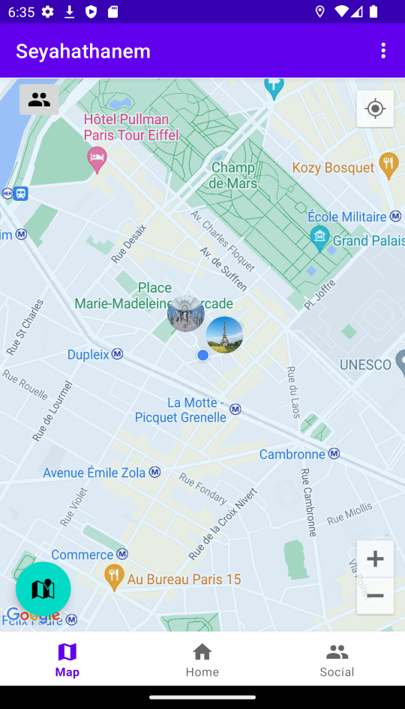 6:35
Seyahathanem
Hôtel Pullman
Paris Tour Eiffel
Champ
de Mars
Kozy Bosquet
École Militaire
Grand Palais
Av. Charles Floquet
Av. de Suffren
Rue Desaix
Pl. Joffre
Place
Marie-Madeleine
Rue St Charles
Dupleix
UNESCO
Rue Rouelle
Rue de Lourmel
Rue du Laos
La Motte -
Picquet Grenelle
Cambronne
Avenue Émile Zola
Rue Fondary
Rue Cambronne
Rue Violet
Rue de la Croix Nivert
Rue Miollis
Commerce
Au Bureau Paris 15
Google
Map
Home
Social